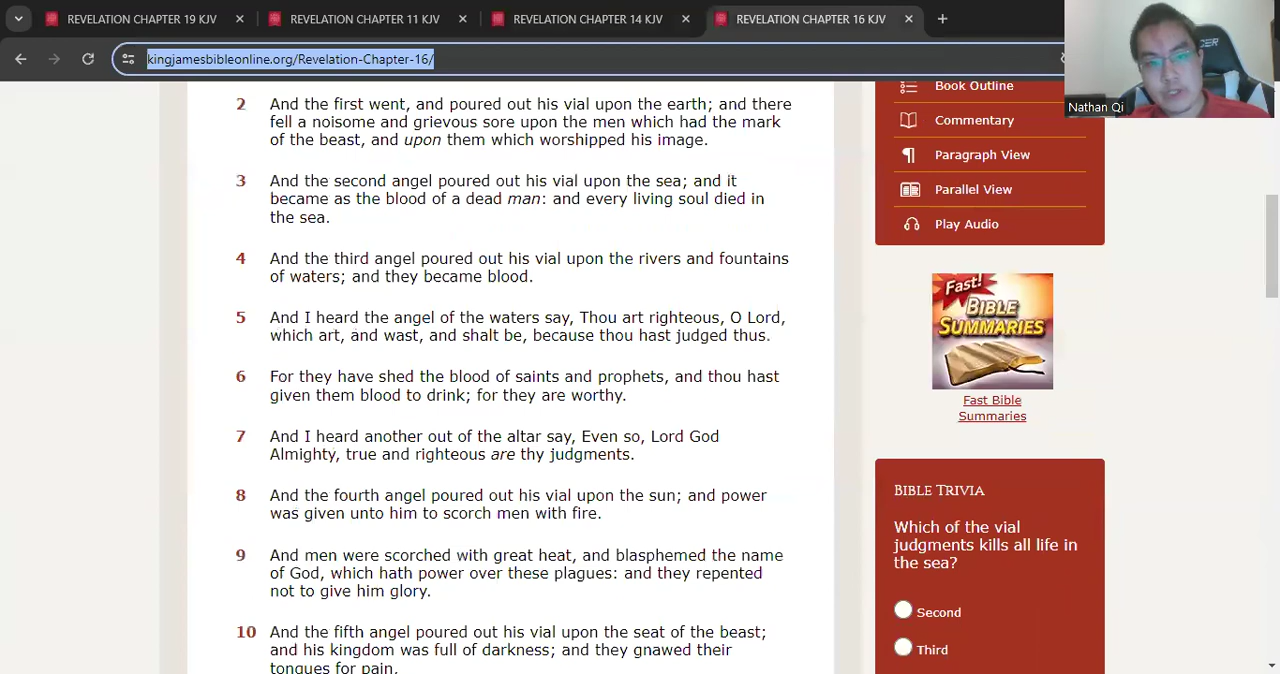 REVELATION CHAPTER 19 KJV
REVELATION CHAPTER 11 KJV
REVELATION CHAPTER 14 KJV
REVELATION CHAPTER 16 KJV
kingjamesbibleonline.org/Revelation-Chapter-16/
Nathan Qi
2 And the first went, and poured out his vial upon the earth; and there
fell a noisome and grievous sore upon the men which had the mark
of the beast, and upon them which worshipped his image.
3 And the second angel poured out his vial upon the sea; and it
became as the blood of a dead man: and every living soul died in
the sea.
4 And the third angel poured out his vial upon the rivers and fountains
of waters; and they became blood.
5 And I heard the angel of the waters say, Thou art righteous, O Lord,
which art, and wast, and shalt be, because thou hast judged thus.
6 For they have shed the blood of saints and prophets, and thou hast
given them blood to drink; for they are worthy.
7 And I heard another out of the altar say, Even so, Lord God
Almighty, true and righteous are thy judgments.
8 And the fourth angel poured out his vial upon the sun; and power
was given unto him to scorch men with fire.
9 And men were scorched with great heat, and blasphemed the name
of God, which hath power over these plagues: and they repented
not to give him glory.
10 And the fifth angel poured out his vial upon the seat of the beast;
and his kingdom was full of darkness; and they gnawed their
tongues for pain,
Book Outline
Commentary
Paragraph View
Parallel View
Play Audio
Fast!
BIBLE
SUMMARIES
Fast Bible
Summaries
BIBLE TRIVIA
Which of the vial
judgments kills all life in
the sea?
Second
Third